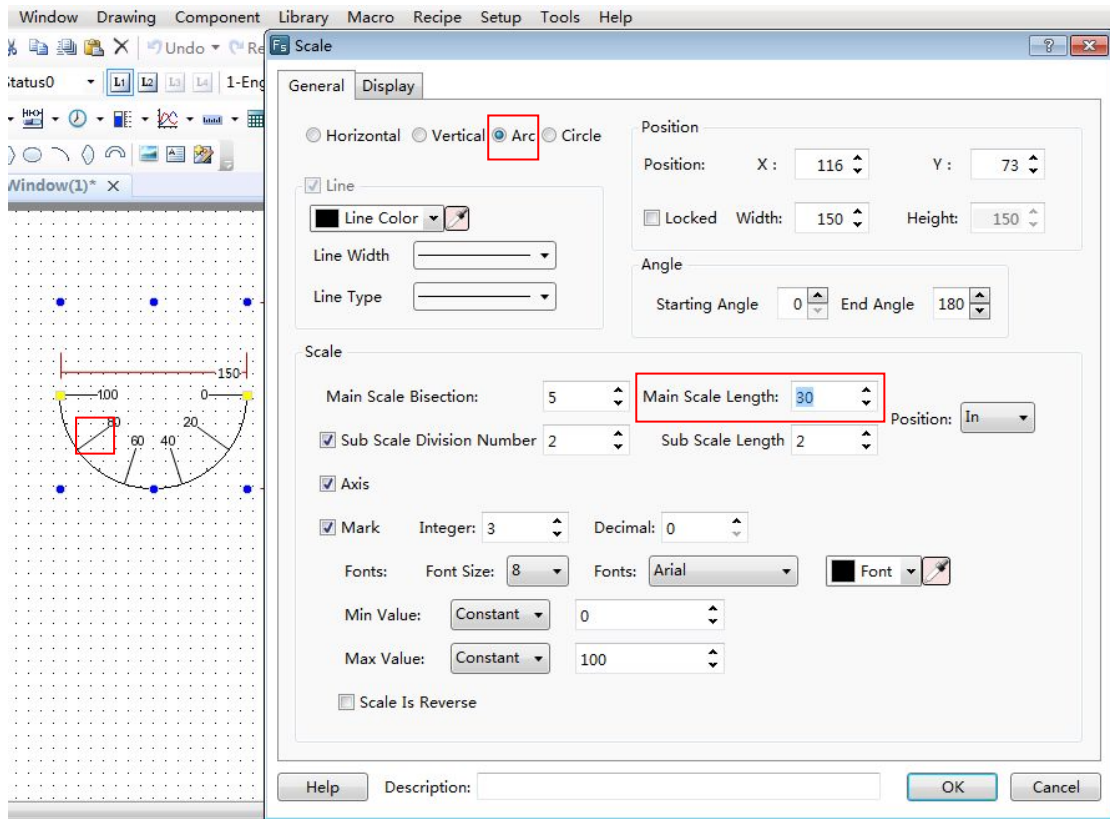 Window Drawing Component Library Macro Recipe Setup Tools Help
Undo Re
Fs Scale
Status0 L1 L2 L3 L4 1-Eng
General Display
Horizontal Vertical Arc Circle
Position
Position: X : 116 Y : 73
Window(1)*
Line
Line Color
Locked Width: 150 Height: 150
Line Width
Angle
Line Type
Starting Angle 0 End Angle 180
Scale
150
100 0
Main Scale Bisection: 5 Main Scale Length: 30
Position: In
80 20
60 40
Sub Scale Division Number 2 Sub Scale Length 2
Axis
Mark Integer: 3 Decimal: 0
Fonts: Font Size: 8 Fonts: Arial Font
Min Value: Constant 0
Max Value: Constant 100
Scale Is Reverse
Help Description: OK Cancel